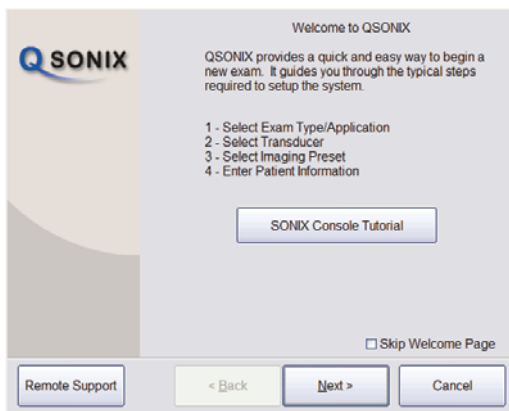 Q SONIX
Welcome to QSONIX
QSONIX provides a quick and easy way to begin a
new exam. It guides you through the typical steps
required to setup the system.
1 - Select Exam Type/Application
2 - Select Transducer
3 - Select Imaging Preset
4 - Enter Patient Information
SONIX Console Tutorial
Skip Welcome Page
Remote Support
< Back
Next >
Cancel